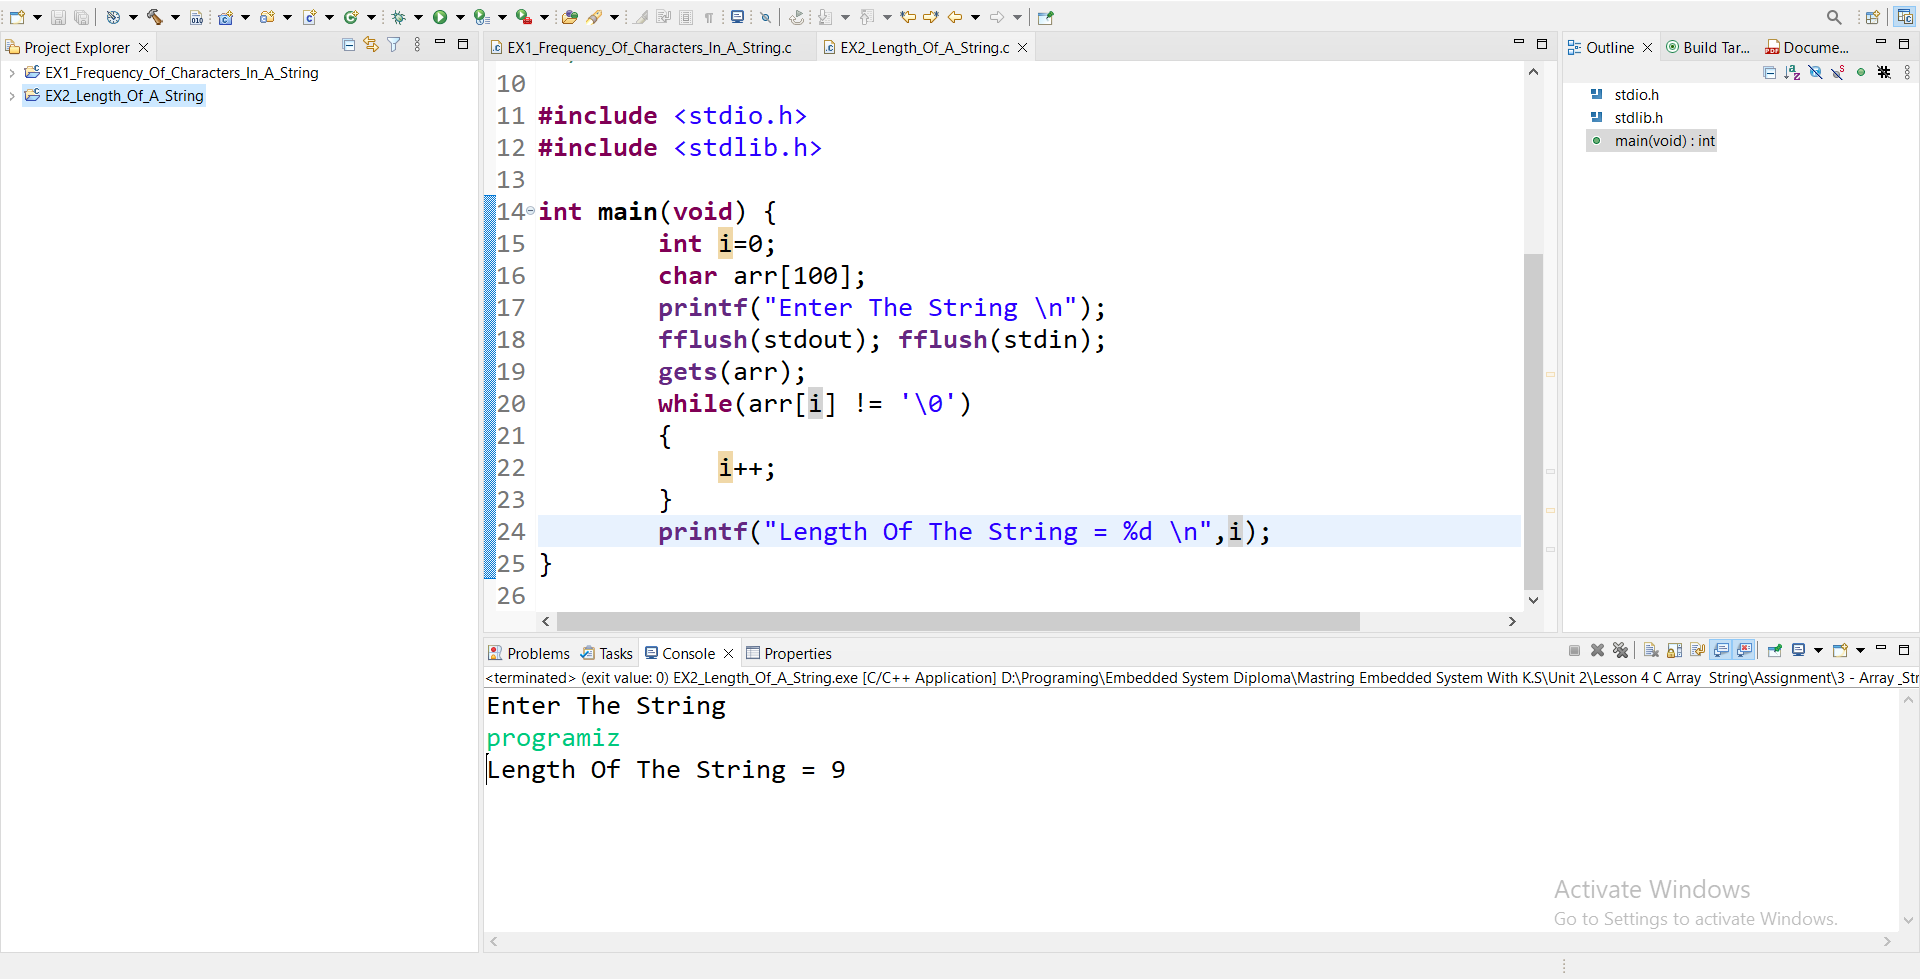 Project Explorer
EX1_Frequency_Of_Characters_In_A_String
EX2_Length_Of_A_String
EX1_Frequency_Of_Characters_In_A_String.c
EX2_Length_Of_A_String.c
10
11 #include <stdio.h>
12 #include <stdlib.h>
13
14 int main(void) {
15 int i=0;
16 char arr[100];
17 printf("Enter The String \n");
18 fflush(stdout); fflush(stdin);
19 gets(arr);
20 while(arr[i] != '\0')
21 {
22 i++;
23 }
24 printf("Length Of The String = %d \n",i);
25 }
26
Outline
Build Tar...
Docume...
stdio.h
stdlib.h
main(void) : int
Problems
Tasks
Console
Properties
<terminated> (exit value: 0) EX2_Length_Of_A_String.exe [C/C++ Application] D:\Programing\Embedded System Diploma\Mastring Embedded System With K.S\Unit 2\Lesson 4 C Array String\Assignment\3 - Array _Str
Enter The String
programiz
Length Of The String = 9
Activate Windows
Go to Settings to activate Windows.